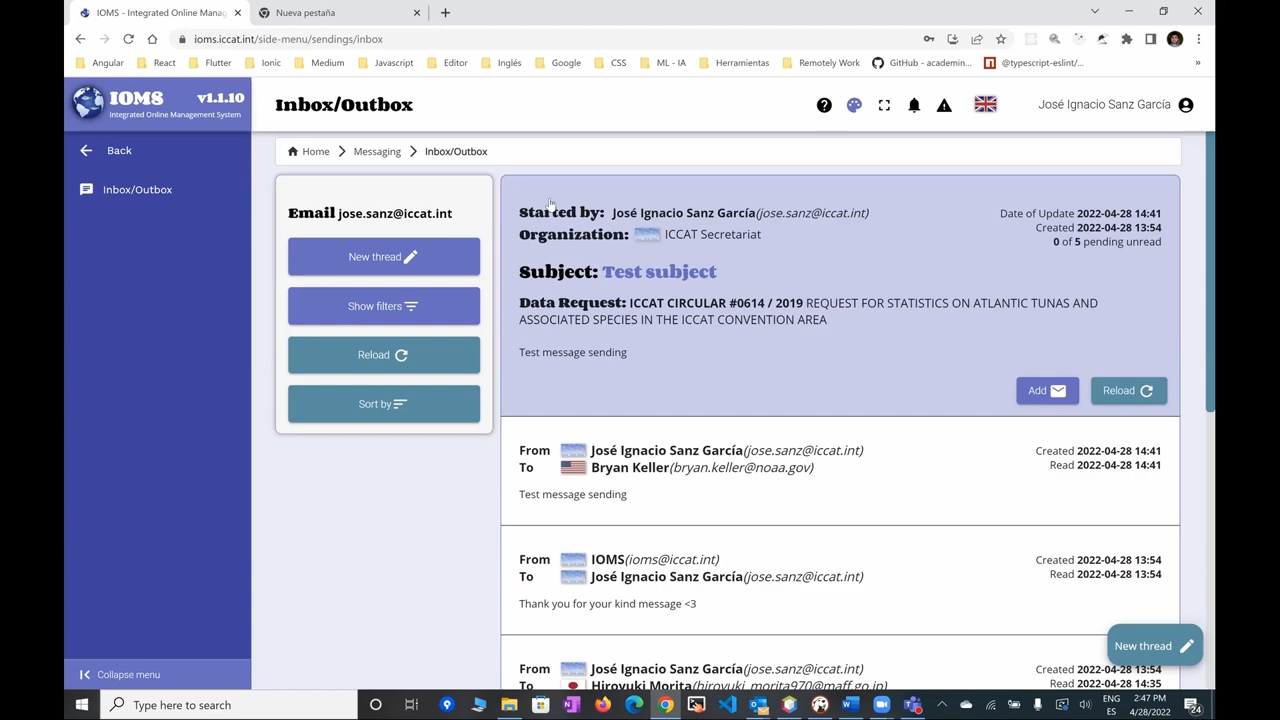 IOMS - Integrated Online Manag
Nueva pestaña
ioms.iccat.int/side-menu/sendings/inbox
Angular
React
Flutter
Ionic
Medium
Javascript
Editor
Inglés
Google
CSS
ML - IA
Herramientas
Remotely Work
GitHub - academin...
@typescript-eslint/...
»
IOMS v1.1.10
Integrated Online Management System
Inbox/Outbox
José Ignacio Sanz García
Back
Inbox/Outbox
Home Messaging Inbox/Outbox
Email jose.sanz@iccat.int
New thread
Show filters
Reload
Sort by
Started by: José Ignacio Sanz García(jose.sanz@iccat.int)
Organization: ICCAT Secretariat
Date of Update 2022-04-28 14:41
Created 2022-04-28 13:54
0 of 5 pending unread
Subject: Test subject
Data Request: ICCAT CIRCULAR #0614 / 2019 REQUEST FOR STATISTICS ON ATLANTIC TUNAS AND
ASSOCIATED SPECIES IN THE ICCAT CONVENTION AREA
Test message sending
Add
Reload
From José Ignacio Sanz García(jose.sanz@iccat.int)
To Bryan Keller(bryan.keller@noaa.gov)
Created 2022-04-28 14:41
Read 2022-04-28 14:41
Test message sending
From IOMS(ioms@iccat.int)
To José Ignacio Sanz García(jose.sanz@iccat.int)
Created 2022-04-28 13:54
Read 2022-04-28 13:54
Thank you for your kind message <3
New thread
From José Ignacio Sanz García(jose.sanz@iccat.int)
To Hiroyuki Morita(hiroyuki_morita970@maff.go.jp)
Created 2022-04-28 13:54
Read 2022-04-28 14:35
Collapse menu
Type here to search
ENG
ES
2:47 PM
4/28/2022
24